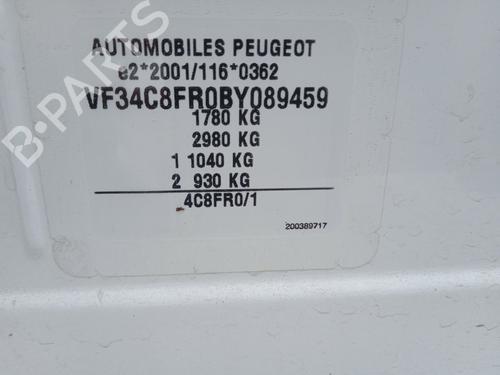 AUTOMOBILES PEUGEOT
e2*2001/116*0362
VF34C8FR0BY089459
1780 KG
2980 KG
1 1040 KG
2 930 KG
4C8FR0/1
200389717
B-PARTS